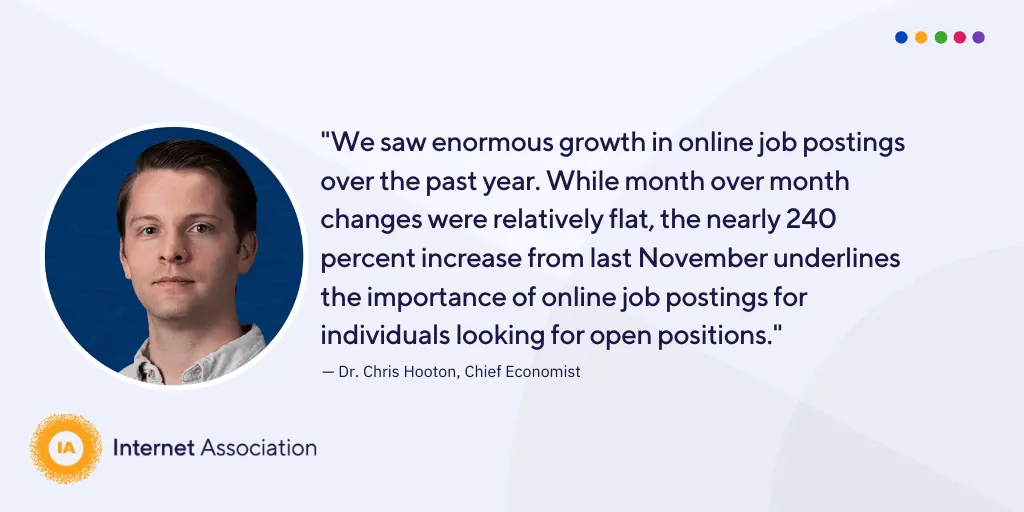 "We saw enormous growth in online job postings
over the past year. While month over month
changes were relatively flat, the nearly 240
percent increase from last November underlines
the importance of online job postings for
individuals looking for open positions."
— Dr. Chris Hooton, Chief Economist
IA Internet Association